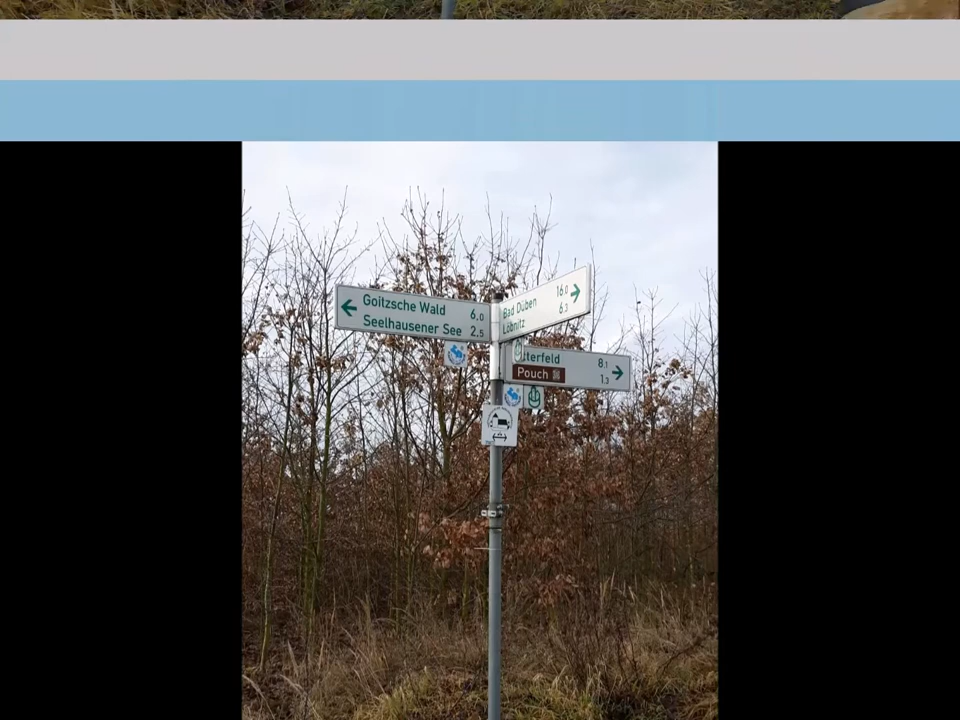 Goitzsche Wald 6.0
Seelhausener See 2.5
Bad Düben 16.0
Löbnitz 6.3
tterfeld 8.1
Pouch 1.3